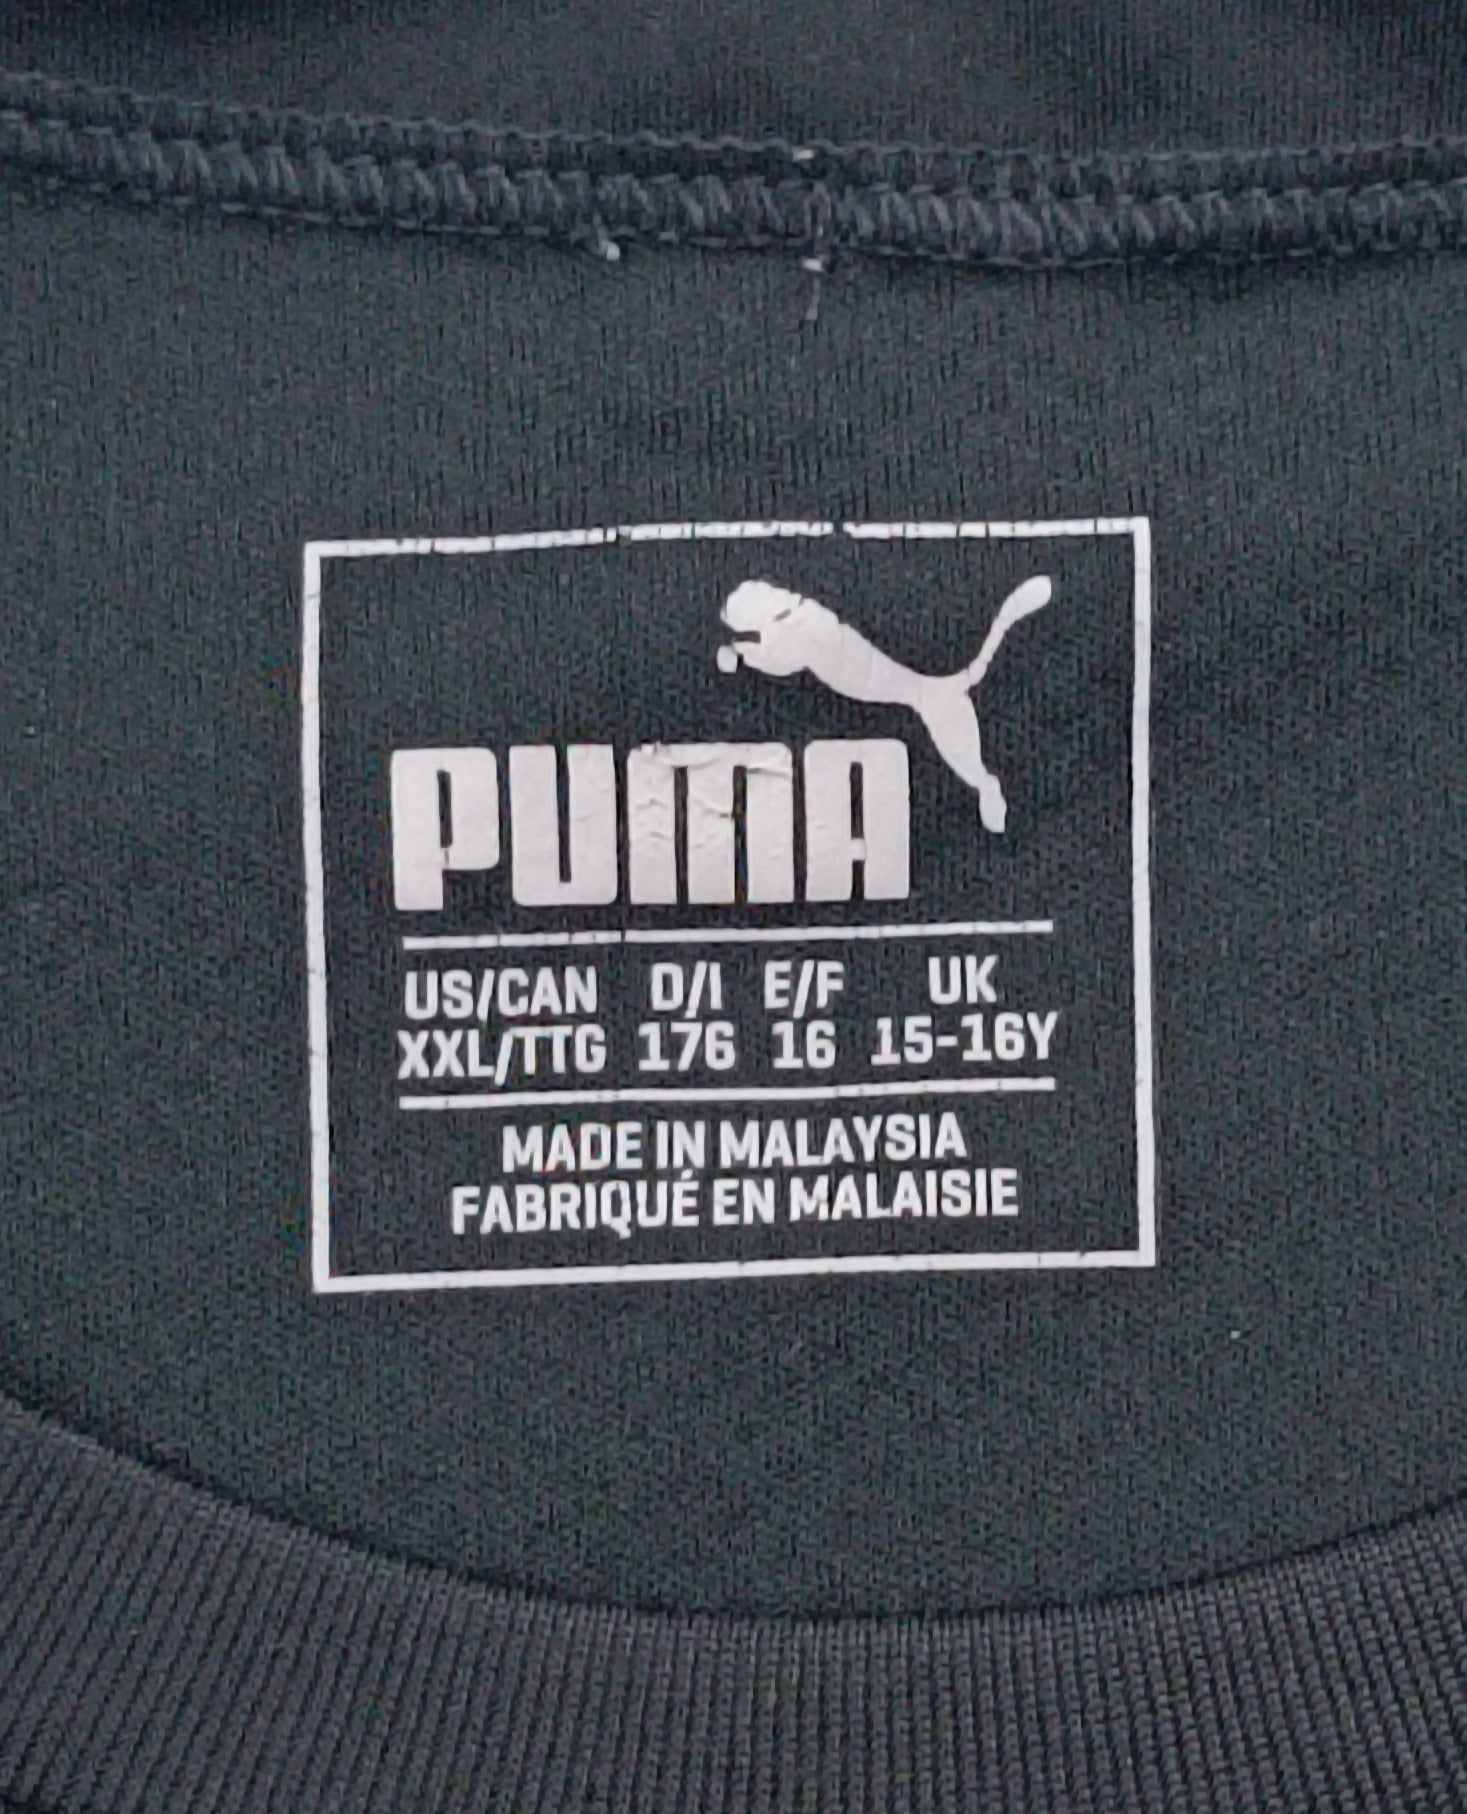 PUMA
US/CAN D/I E/F UK
XXL/TTG 176 16 15-16Y
MADE IN MALAYSIA
FABRIQUÉ EN MALAISIE